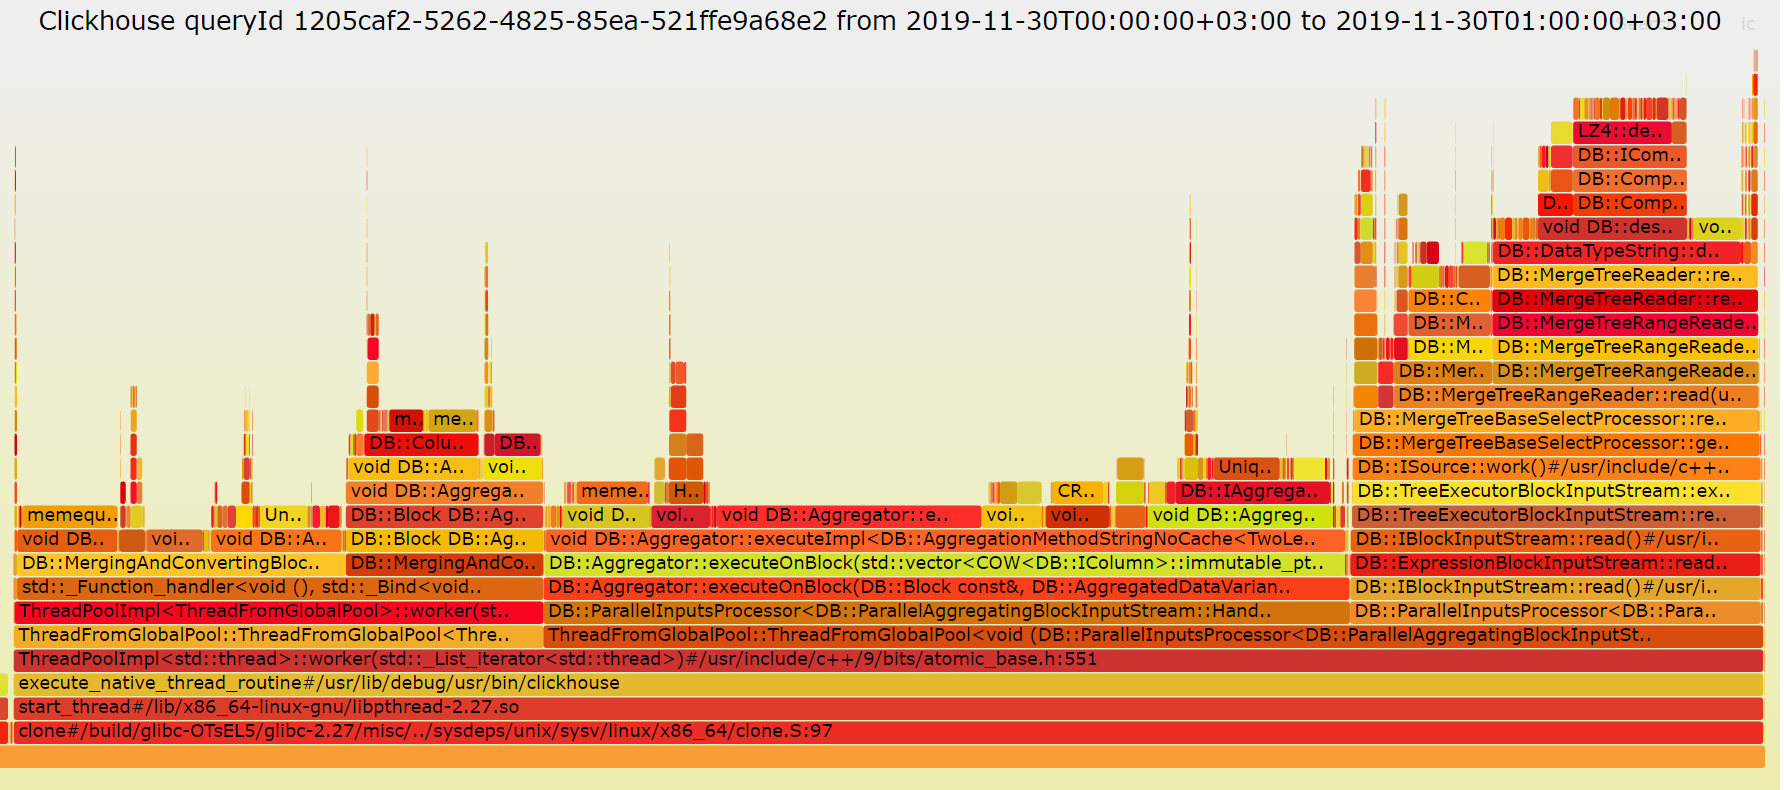 Clickhouse queryId 1205caf2-5262-4825-85ea-521ffe9a68e2 from 2019-11-30T00:00:00+03:00 to 2019-11-30T01:00:00+03:00
ic
LZ4::de..
DB::ICom..
DB::Comp..
D.. DB::Comp..
void DB::des.. vo..
DB::DataTypeString::d..
DB::MergeTreeReader::re..
DB::C.. DB::MergeTreeReader::re..
DB::M.. DB::MergeTreeRangeReade..
DB::M.. DB::MergeTreeRangeReade..
DB::Mer.. DB::MergeTreeRangeReade..
DB::MergeTreeRangeReader::read(u..
m.. me.. DB::MergeTreeBaseSelectProcessor::re..
DB::Colu.. DB.. DB::MergeTreeBaseSelectProcessor::ge..
void DB::A.. voi.. Uniq.. DB::ISource::work()#/usr/include/c++..
void DB::Aggrega.. meme.. H.. CR.. DB::IAggrega.. DB::TreeExecutorBlockInputStream::ex..
memequ.. Un.. DB::Block DB::Ag.. void D.. voi.. void DB::Aggregator::e.. voi.. voi.. void DB::Aggreg.. DB::TreeExecutorBlockInputStream::re..
void DB.. voi.. void DB::A.. DB::Block DB::Ag.. void DB::Aggregator::executeImpl<DB::AggregationMethodStringNoCache<TwoLe.. DB::IBlockInputStream::read()#/usr/i..
DB::MergingAndConvertingBloc.. DB::MergingAndCo.. DB::Aggregator::executeOnBlock(std::vector<COW<DB::IColumn>::immutable_pt.. DB::ExpressionBlockInputStream::read..
std::_Function_handler<void (), std::_Bind<void.. DB::Aggregator::executeOnBlock(DB::Block const&, DB::AggregatedDataVarian.. DB::IBlockInputStream::read()#/usr/i..
ThreadPoolImpl<ThreadFromGlobalPool>::worker(st.. DB::ParallelInputsProcessor<DB::ParallelAggregatingBlockInputStream::Hand.. DB::ParallelInputsProcessor<DB::Para..
ThreadFromGlobalPool::ThreadFromGlobalPool<Thre.. ThreadFromGlobalPool::ThreadFromGlobalPool<void (DB::ParallelInputsProcessor<DB::ParallelAggregatingBlockInputSt..
ThreadPoolImpl<std::thread>::worker(std::_List_iterator<std::thread>)#/usr/include/c++/9/bits/atomic_base.h:551
execute_native_thread_routine#/usr/lib/debug/usr/bin/clickhouse
start_thread#/lib/x86_64-linux-gnu/libpthread-2.27.so
clone#/build/glibc-OTsEL5/glibc-2.27/misc/../sysdeps/unix/sysv/linux/x86_64/clone.S:97